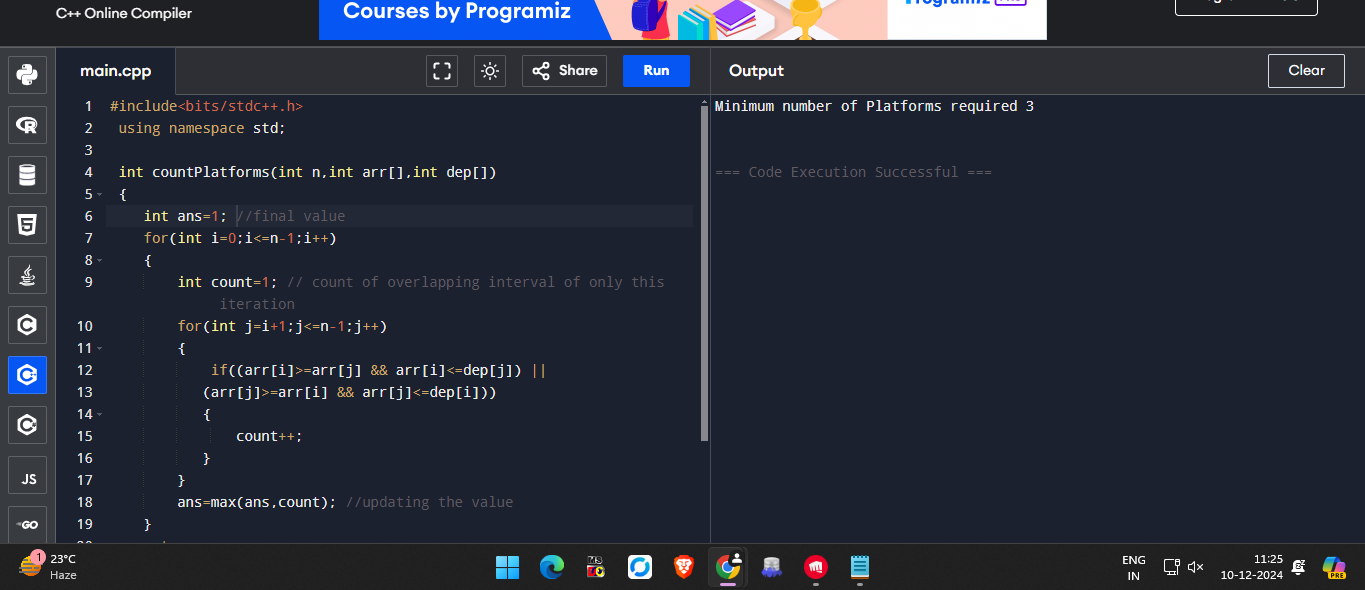 C++ Online Compiler
Courses by Programiz
main.cpp
Share
Run
Output
Clear
1 #include<bits/stdc++.h>
2 using namespace std;
3
4 int countPlatforms(int n,int arr[],int dep[])
5 {
6 int ans=1; //final value
7 for(int i=0;i<=n-1;i++)
8 {
9 int count=1; // count of overlapping interval of only this
iteration
10 for(int j=i+1;j<=n-1;j++)
11 {
12 if((arr[i]>=arr[j] && arr[i]<=dep[j]) ||
13 (arr[j]>=arr[i] && arr[j]<=dep[i]))
14 {
15 count++;
16 }
17 }
18 ans=max(ans,count); //updating the value
19 }
Minimum number of Platforms required 3
=== Code Execution Successful ===
JS
GO
1
23°C
Haze
ENG
IN
11:25
10-12-2024
PRE